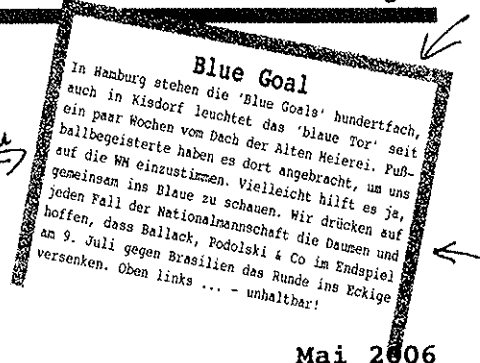 Blue Goal
In Hamburg stehen die 'Blue Goals' hundertfach,
auch in Kisdorf leuchtet das 'blaue Tor' seit
ein paar Wochen vom Dach der Alten Meierei. Fuß-
ballbegeisterte haben es dort angebracht, um uns
auf die WM einzustimmen. Vielleicht hilft es ja,
gemeinsam ins Blaue zu schauen. Wir drücken auf
jeden Fall der Nationalmannschaft die Daumen und
hoffen, dass Ballack, Podolski & Co im Endspiel
am 9. Juli gegen Brasilien das Runde ins Eckige
versenken. Oben links ... - unhaltbar!
Mai 2006